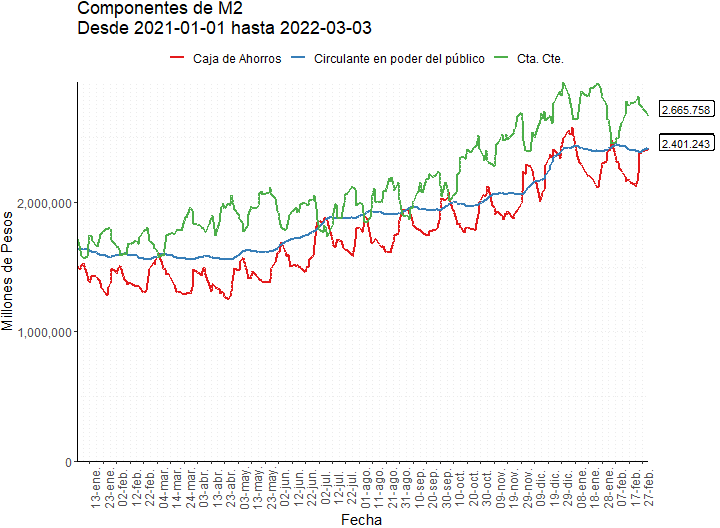 Componentes de M2
Desde 2021-01-01 hasta 2022-03-03
Caja de Ahorros Circulante en poder del público Cta. Cte.
2.665.758
2.401.243
2,000,000
1,000,000
0
Millones de Pesos
13-ene.
23-ene.
02-feb.
12-feb.
22-feb.
04-mar.
14-mar.
24-mar.
03-abr.
13-abr.
23-abr.
03-may.
13-may.
23-may.
02-jun.
12-jun.
22-jun.
02-jul.
12-jul.
22-jul.
01-ago.
11-ago.
21-ago.
31-ago.
10-sep.
20-sep.
30-sep.
10-oct.
20-oct.
30-oct.
09-nov.
19-nov.
29-nov.
09-dic.
19-dic.
29-dic.
08-ene.
18-ene.
28-ene.
07-feb.
17-feb.
27-feb.
Fecha